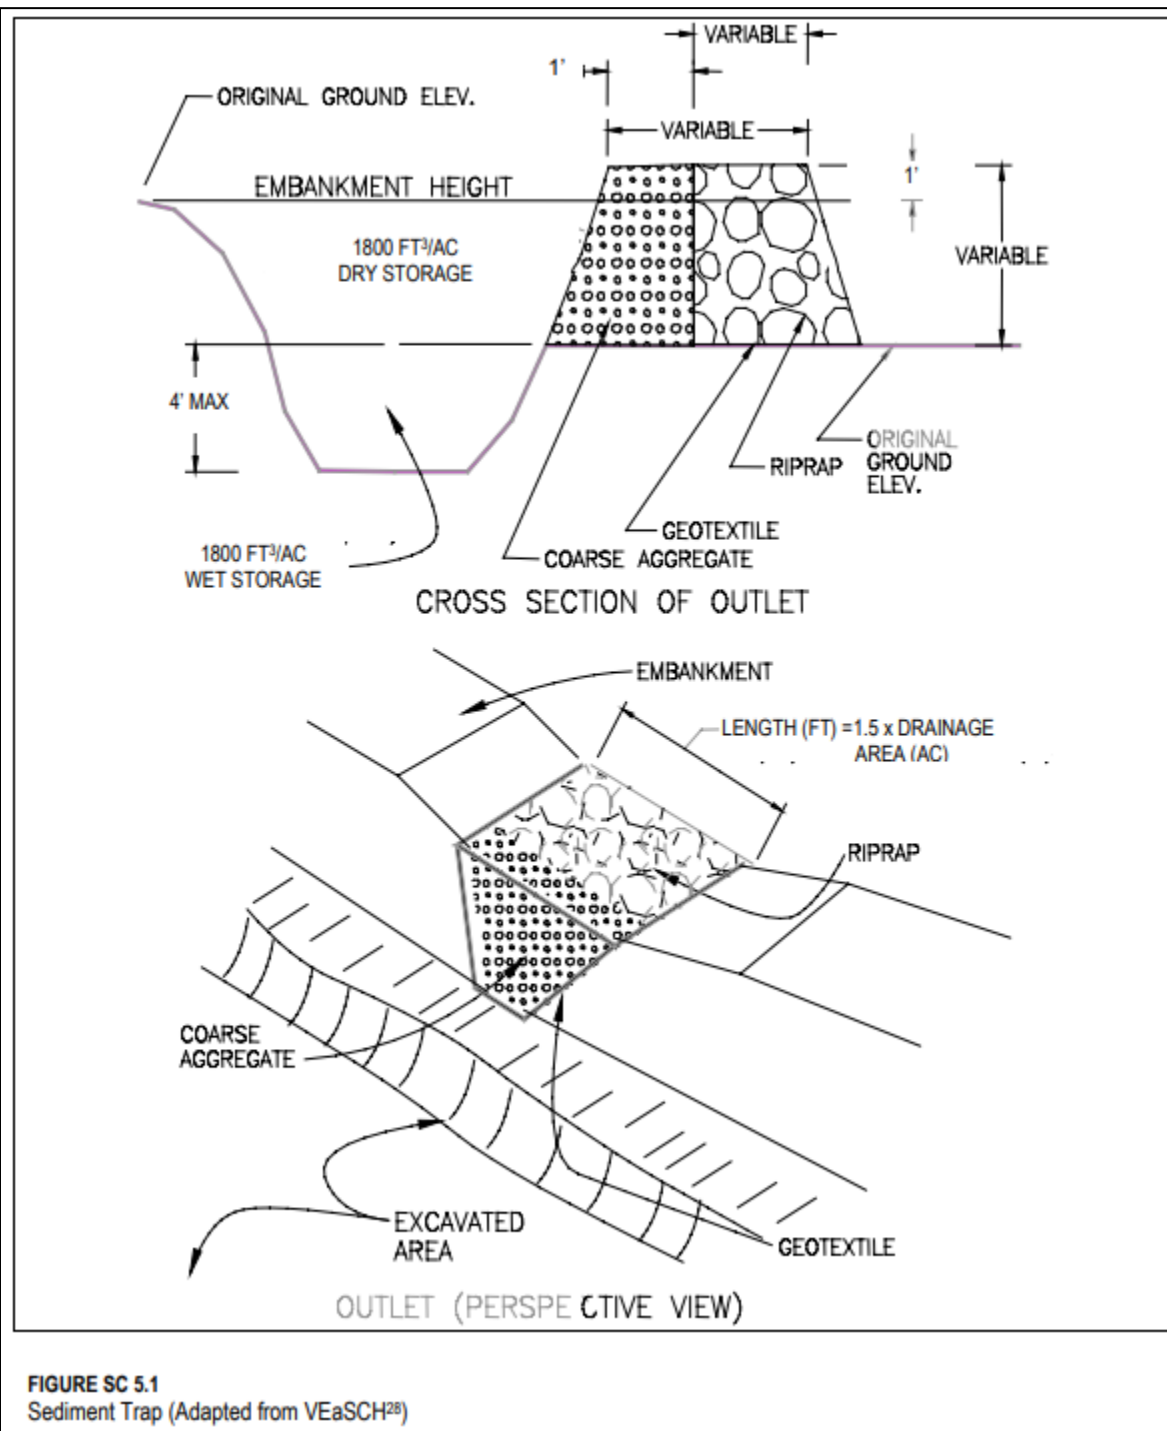 VARIABLE
1'
ORIGINAL GROUND ELEV.
VARIABLE
EMBANKMENT HEIGHT
1'
1800 FT³/AC
DRY STORAGE
VARIABLE
4' MAX
ORIGINAL
GROUND
ELEV.
RIPRAP
GEOTEXTILE
COARSE AGGREGATE
1800 FT³/AC
WET STORAGE
CROSS SECTION OF OUTLET
EMBANKMENT
LENGTH (FT) =1.5 x DRAINAGE
AREA (AC)
RIPRAP
COARSE
AGGREGATE
EXCAVATED
AREA
GEOTEXTILE
OUTLET (PERSPECTIVE VIEW)
FIGURE SC 5.1
Sediment Trap (Adapted from VEaSCH²⁸)